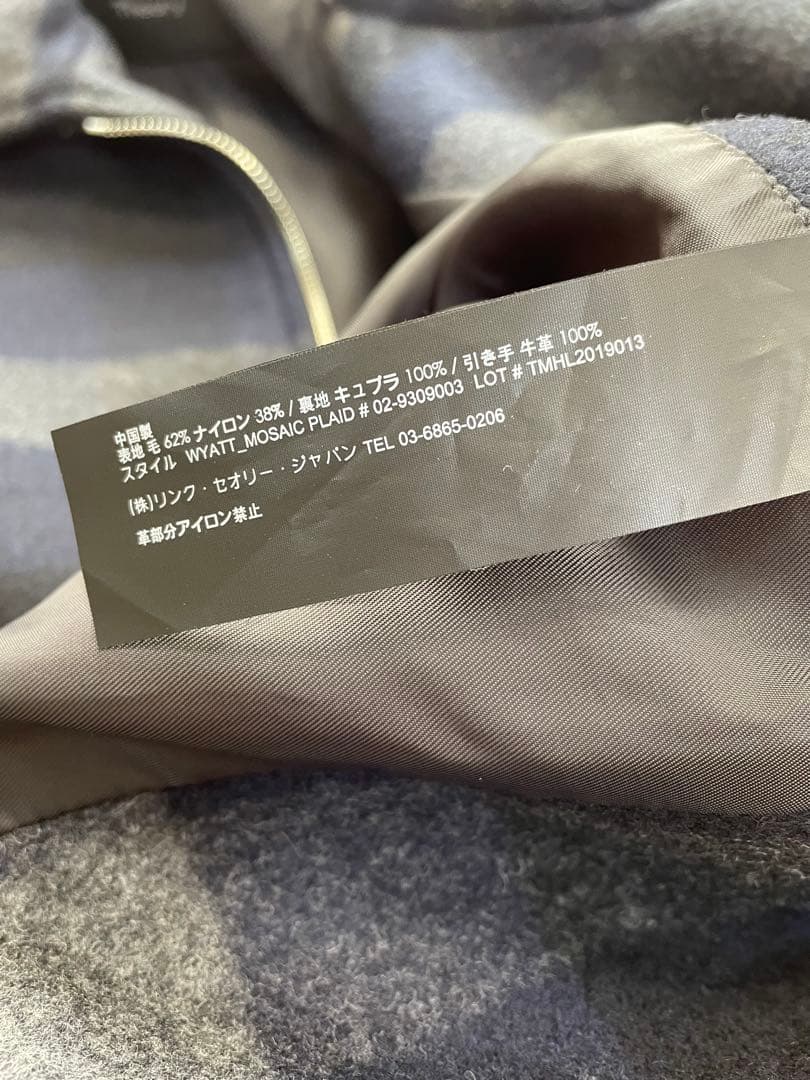 中国製
表地 毛 62% ナイロン 38% / 裏地 キュプラ 100% / 引き手 牛革 100%
スタイル WYATT_MOSAIC PLAID # 02-9309003 LOT # TMHL2019013
(株)リンク・セオリー・ジャパン TEL 03-6865-0206
革部分アイロン禁止